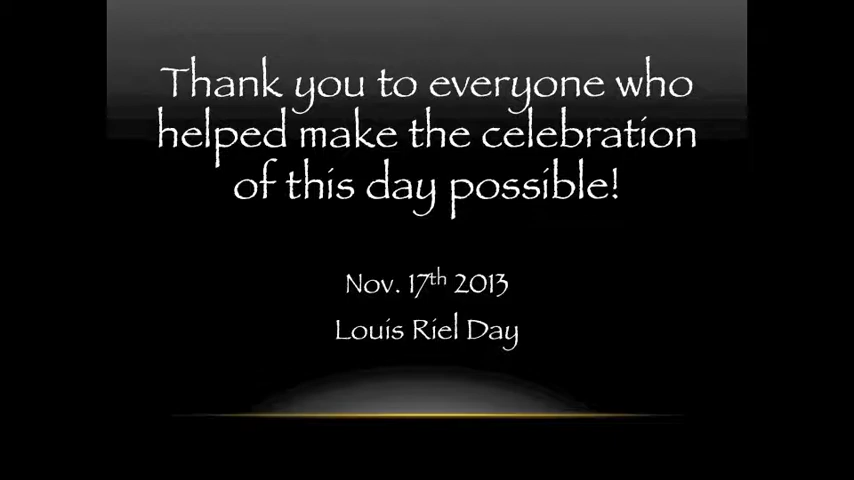 Thank you to everyone who
helped make the celebration
of this day possible!
Nov. 17th 2013
Louis Riel Day